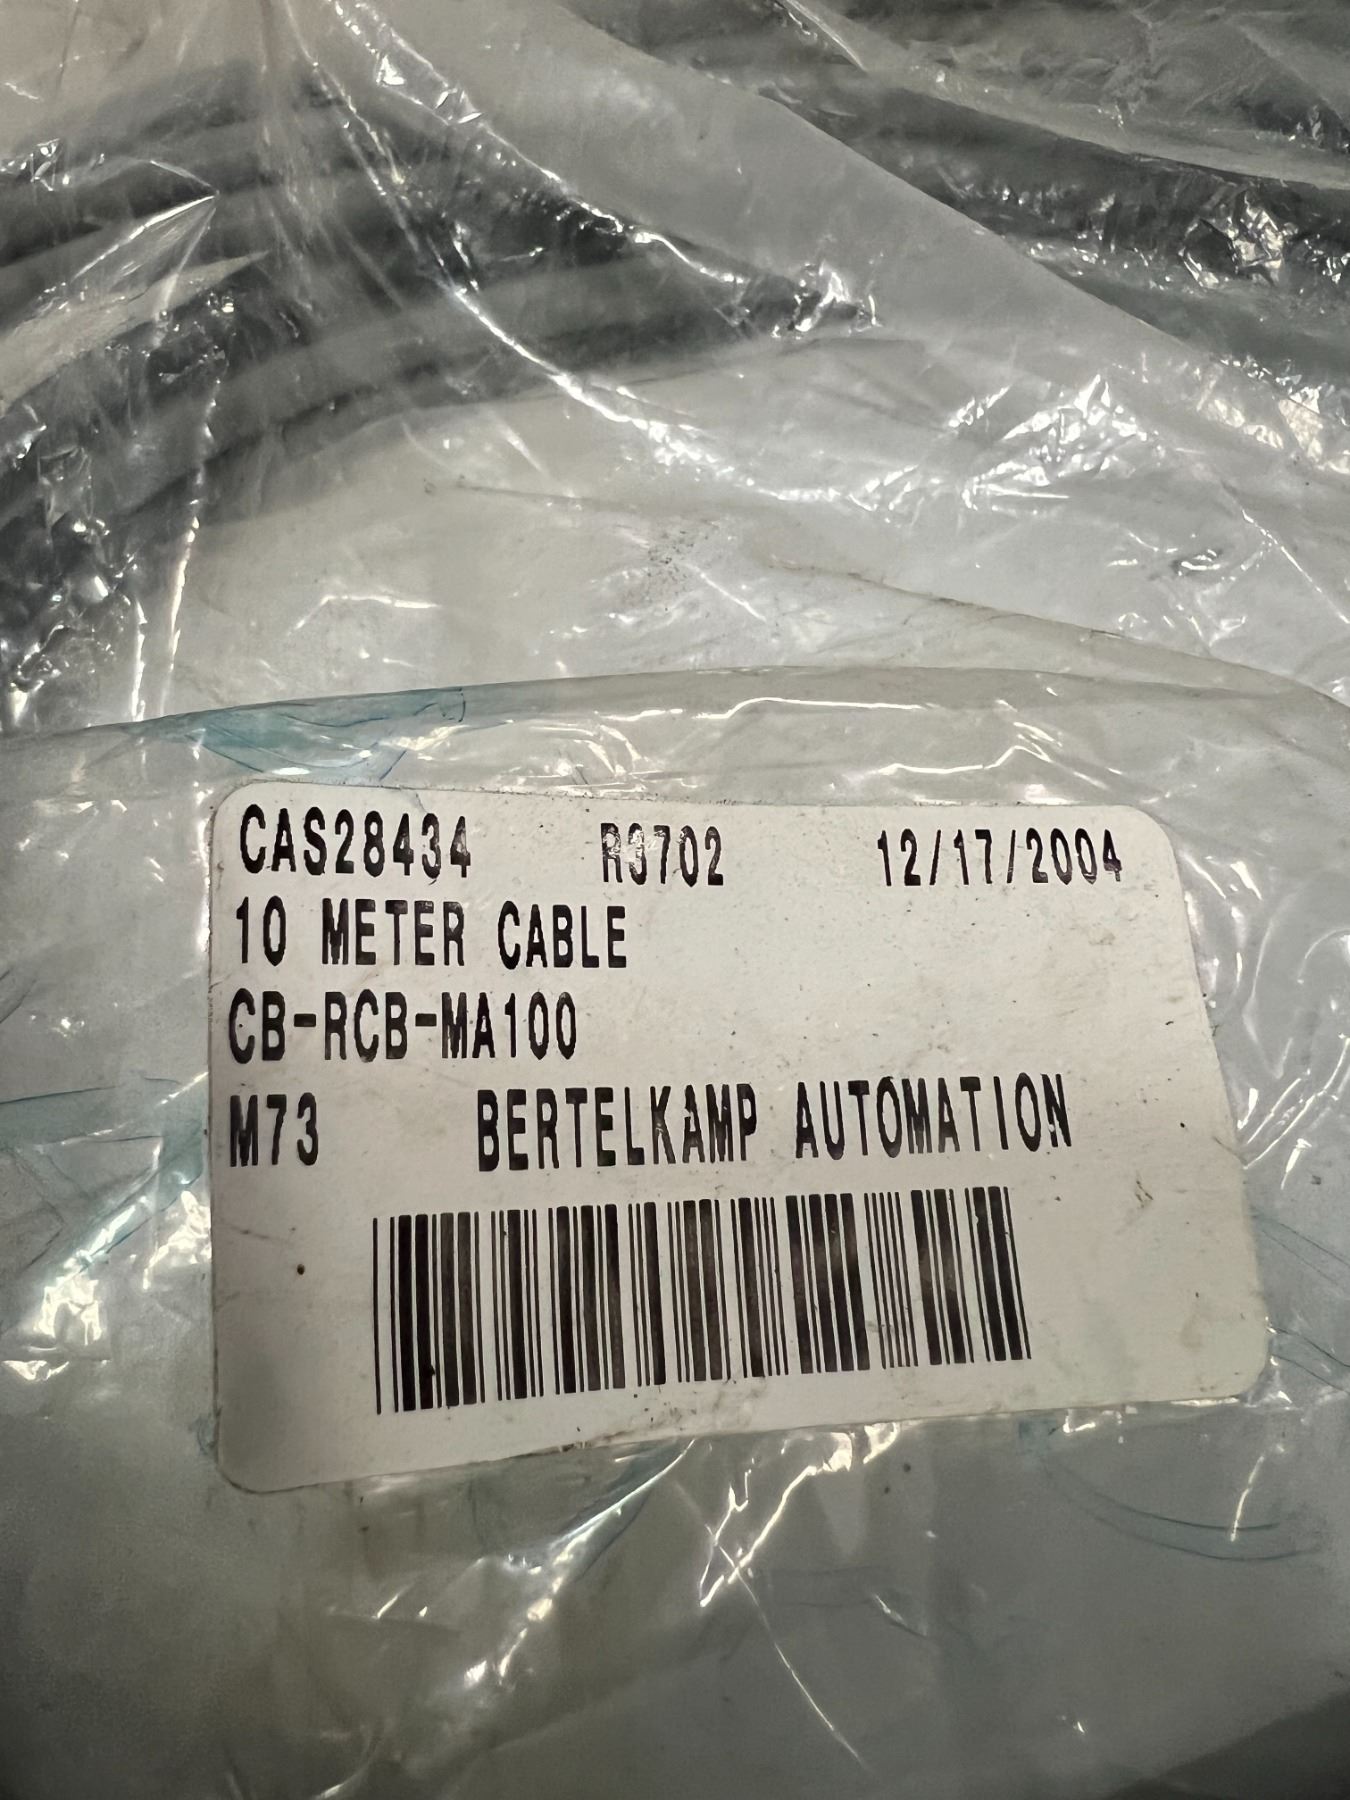 CAS28434 R3702 12/17/2004
10 METER CABLE
CB-RCB-MA100
M73 BERTELKAMP AUTOMATION